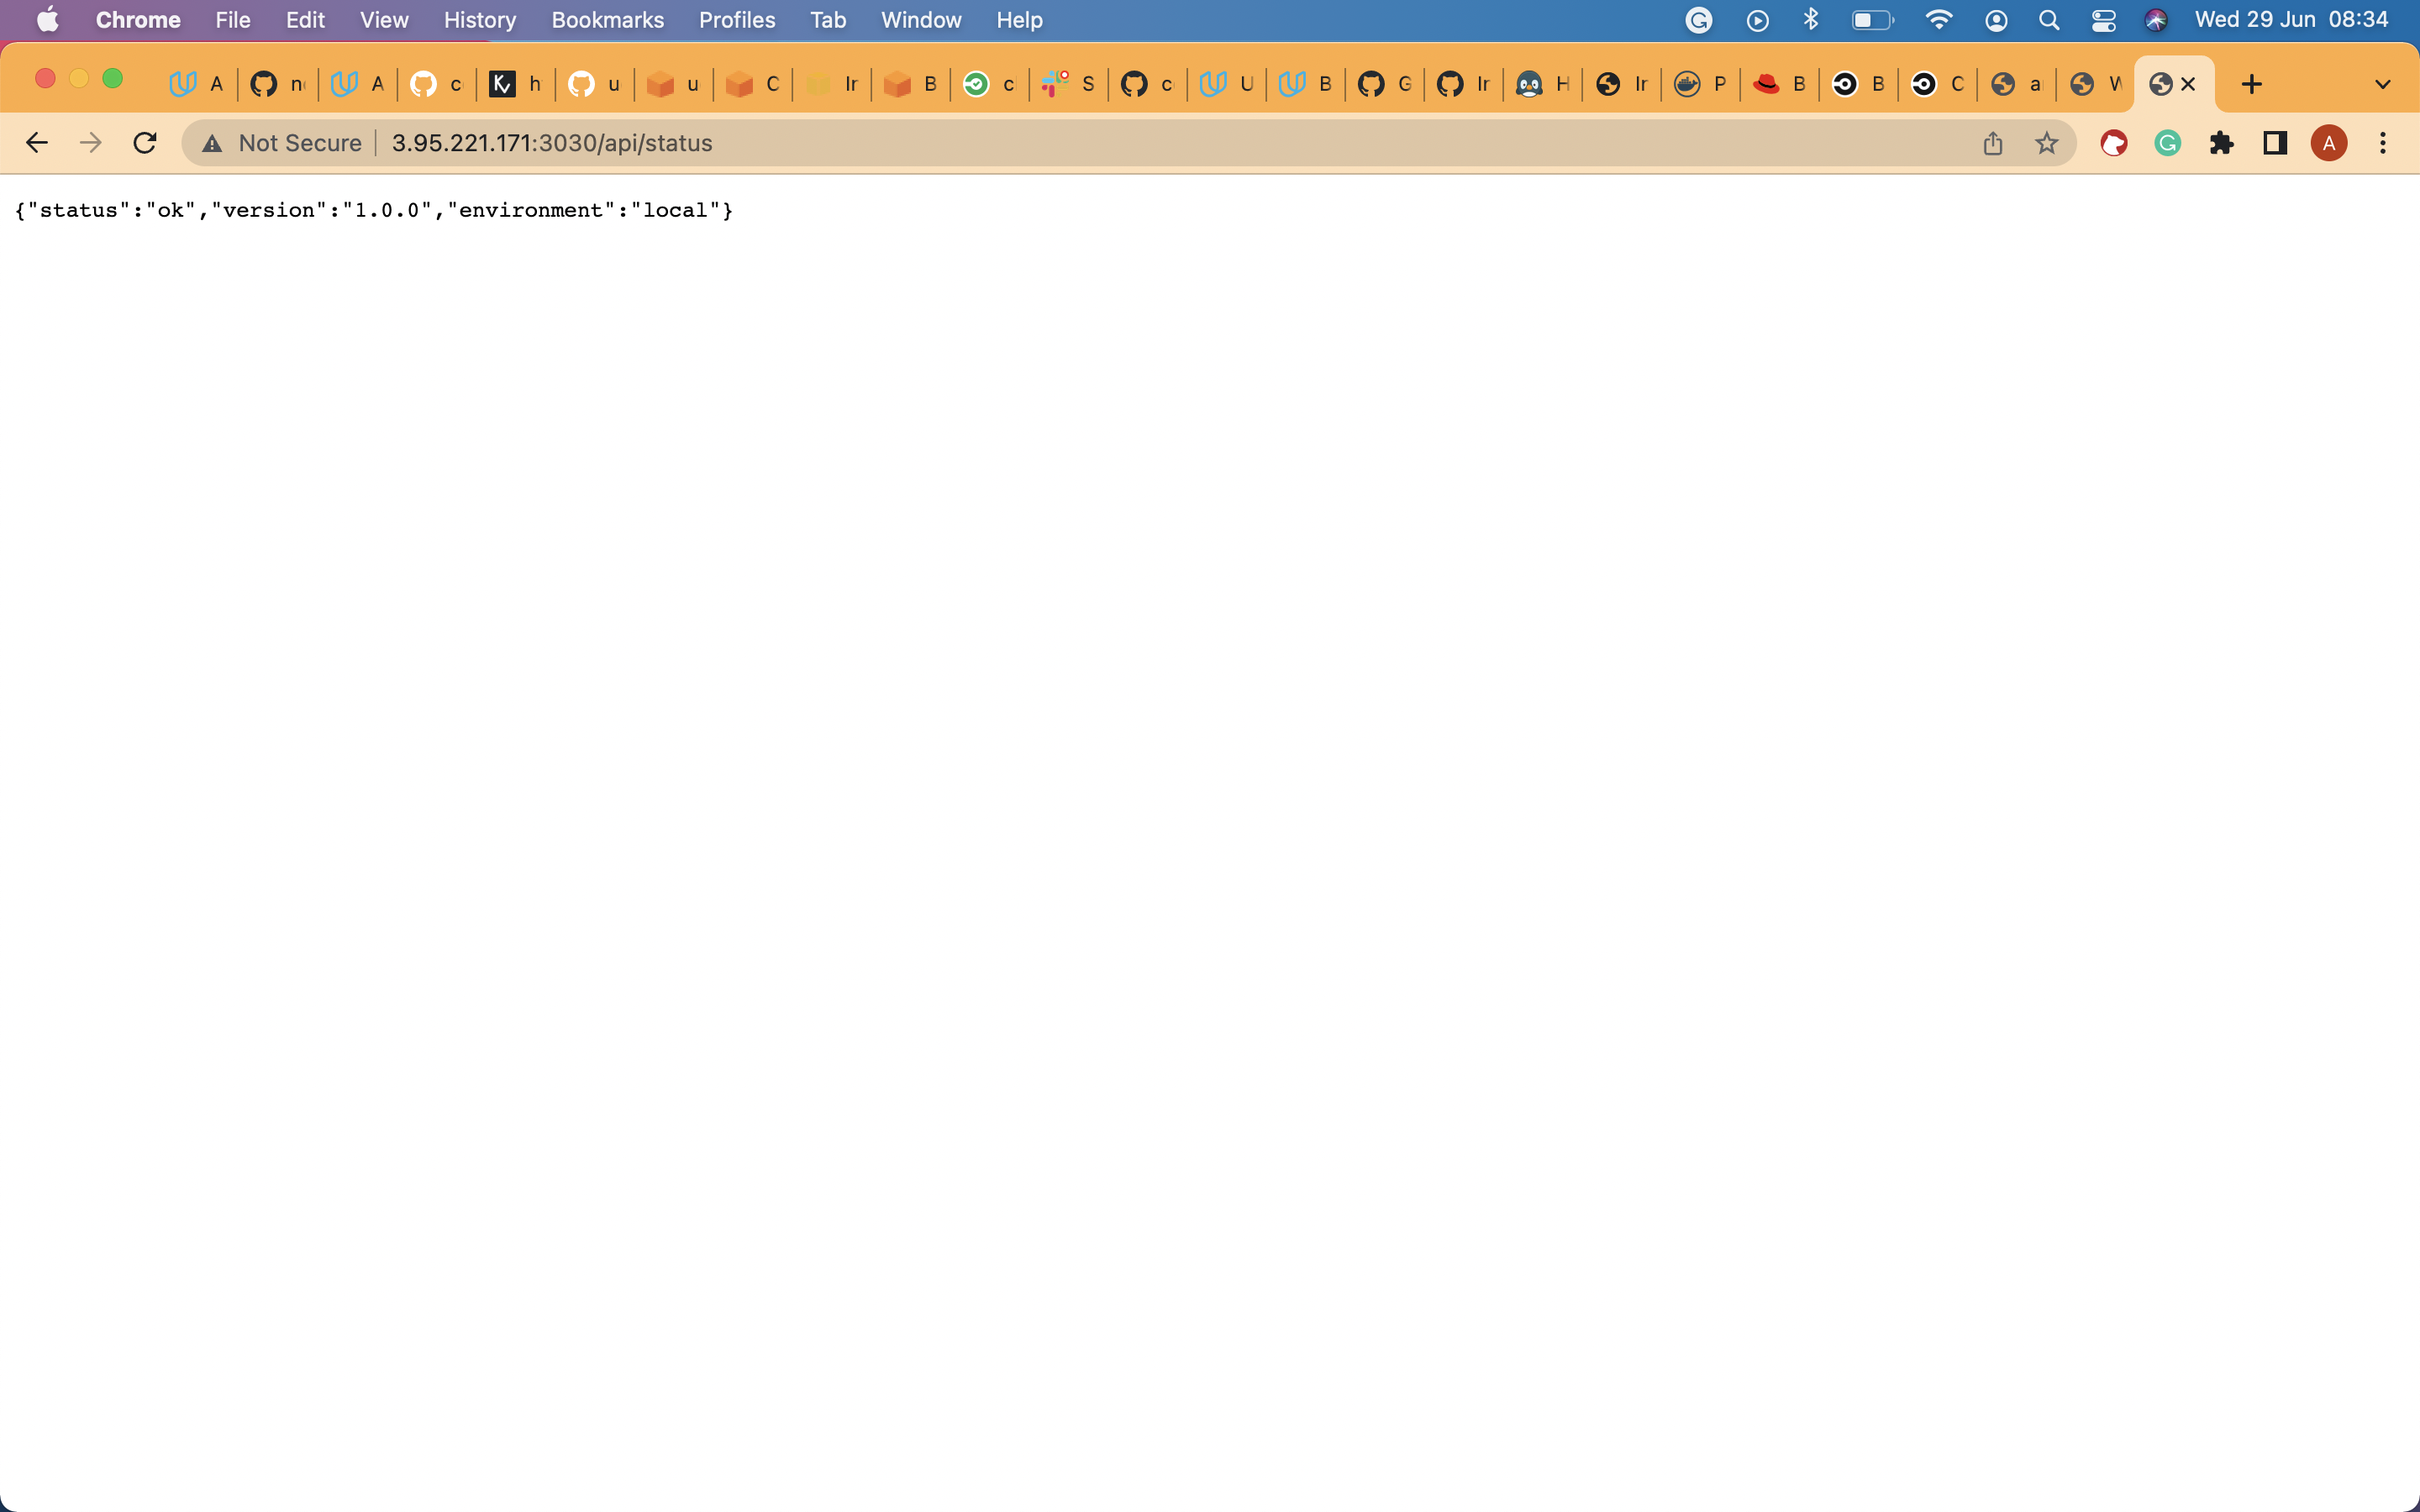 Chrome File Edit View History Bookmarks Profiles Tab Window Help Wed 29 Jun 08:34
A n A c h u u C Ir B c S c U B G Ir H Ir P B B C a W
Not Secure 3.95.221.171:3030/api/status A
{"status":"ok","version":"1.0.0","environment":"local"}